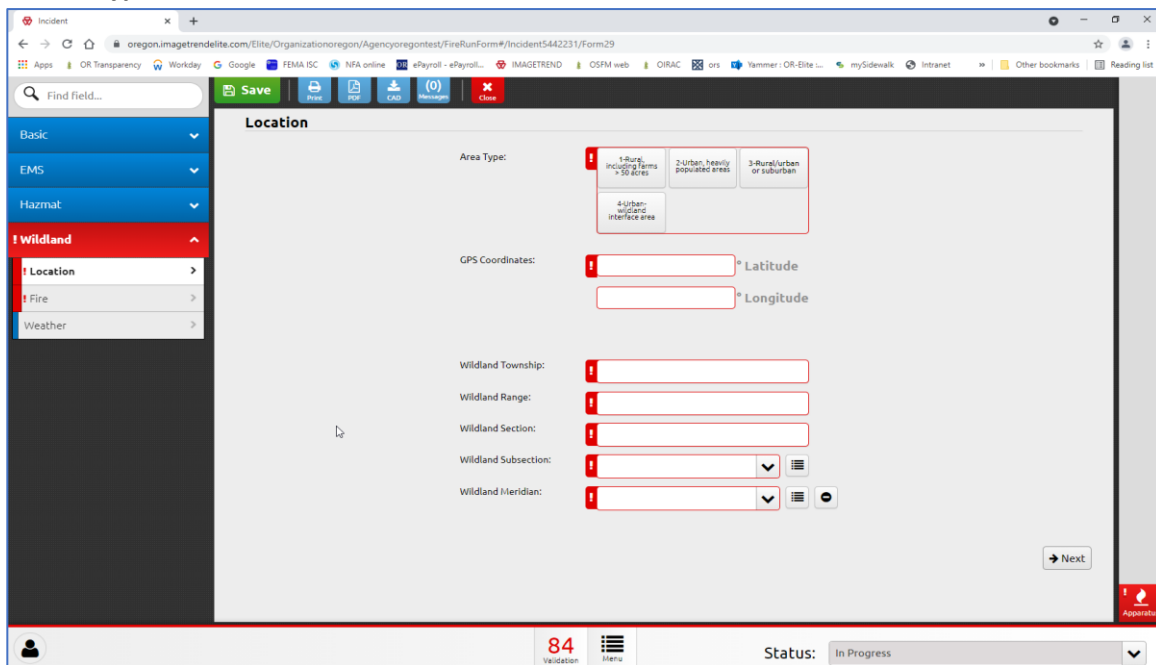 Incident
oregon.imagetrendelite.com/Elite/Organizationoregon/Agencyoregontest/FireRunForm#/Incident5442231/Form29
Apps OR Transparency Workday Google FEMA ISC NFA online ePayroll - ePayroll... IMAGETREND OSFM web OIRAC ors Yammer : OR-Elite :... mySidewalk Intranet » Other bookmarks Reading list
Find field...
Save Print PDF CAD (0) Messages Close
Basic
EMS
Hazmat
! Wildland
! Location
! Fire
Weather
Location
Area Type:
1-Rural, including farms > 50 acres
2-Urban, heavily populated areas
3-Rural/urban or suburban
4-Urban-wildland interface area
GPS Coordinates:
° Latitude
° Longitude
Wildland Township:
Wildland Range:
Wildland Section:
Wildland Subsection:
Wildland Meridian:
Next
84
Validation
Menu
Status: In Progress